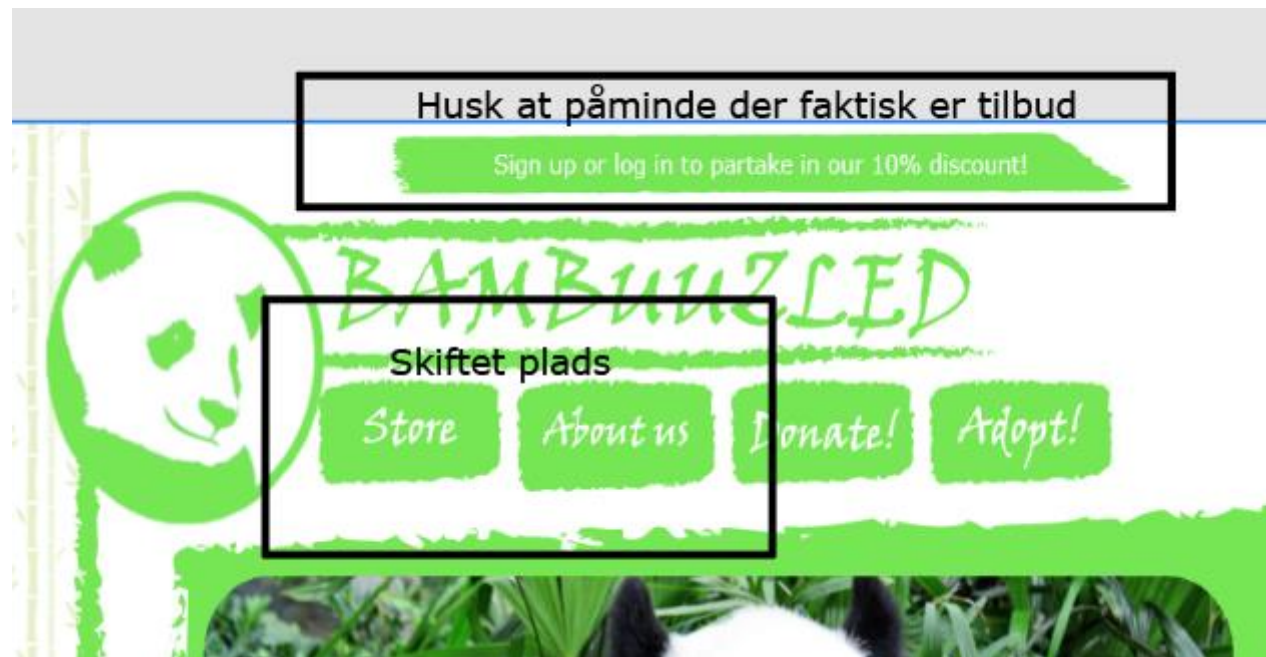 Husk at påminde der faktisk er tilbud
Sign up or log in to partake in our 10% discount!
BAMBUUZLED
Skiftet plads
Store About us Donate! Adopt!